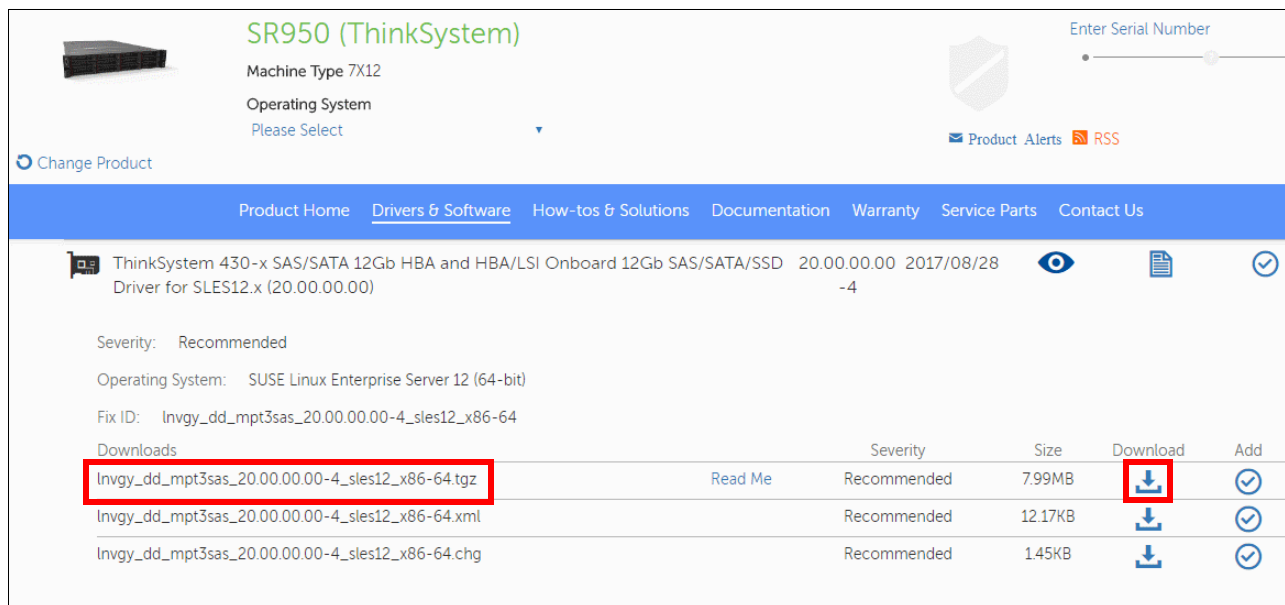 SR950 (ThinkSystem)
Enter Serial Number
Machine Type 7X12
Operating System
Please Select
Product Alerts RSS
Change Product
Product Home Drivers & Software How-tos & Solutions Documentation Warranty Service Parts Contact Us
ThinkSystem 430-x SAS/SATA 12Gb HBA and HBA/LSI Onboard 12Gb SAS/SATA/SSD 20.00.00.00 2017/08/28
Driver for SLES12.x (20.00.00.00) -4
Severity: Recommended
Operating System: SUSE Linux Enterprise Server 12 (64-bit)
Fix ID: lnvgy_dd_mpt3sas_20.00.00.00-4_sles12_x86-64
Downloads Severity Size Download Add
lnvgy_dd_mpt3sas_20.00.00.00-4_sles12_x86-64.tgz Read Me Recommended 7.99MB
lnvgy_dd_mpt3sas_20.00.00.00-4_sles12_x86-64.xml Recommended 12.17KB
lnvgy_dd_mpt3sas_20.00.00.00-4_sles12_x86-64.chg Recommended 1.45KB